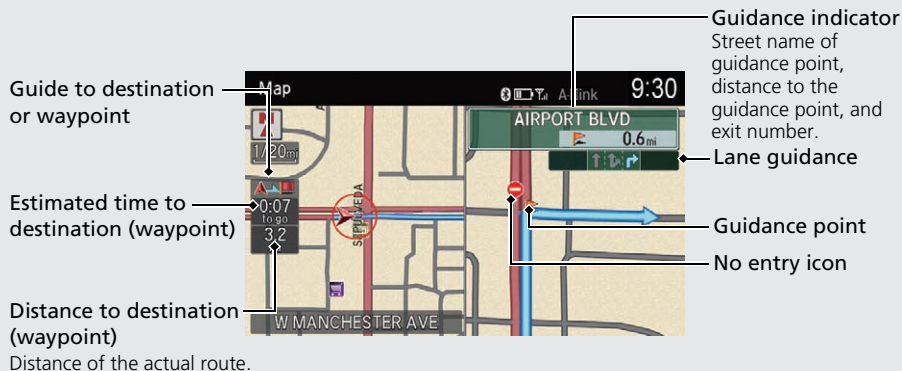 Guidance indicator
Street name of
guidance point,
distance to the
guidance point, and
exit number.
Lane guidance
Guidance point
No entry icon
Guide to destination
or waypoint
Estimated time to
destination (waypoint)
Distance to destination
(waypoint)
Distance of the actual route.
Map
9:30
AIRPORT BLVD
0.6mi
1/20mi
0:07
to go
3.2
SEPULVEDA
W MANCHESTER AVE